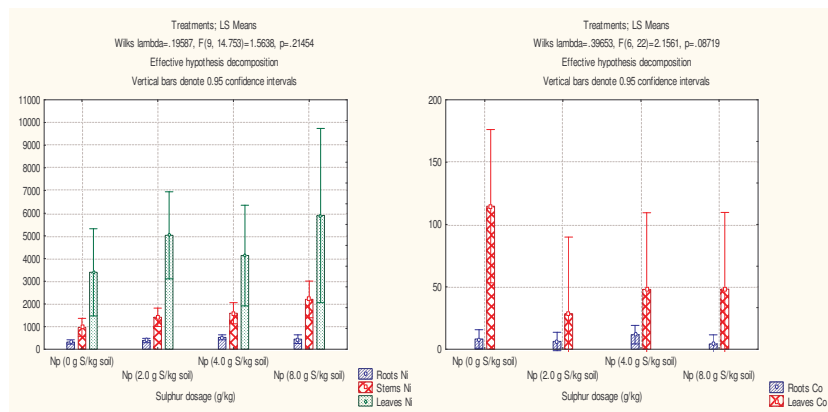 Treatments; LS Means
Wilks lambda=.19587, F(9, 14.753)=1.5638, p=.21454
Effective hypothesis decomposition
Vertical bars denote 0.95 confidence intervals
11000
10000
9000
8000
7000
6000
5000
4000
3000
2000
1000
0
Np (0 g S/kg soil)
Np (4.0 g S/kg soil)
Np (2.0 g S/kg soil)
Np (8.0 g S/kg soil)
Sulphur dosage (g/kg)
Roots Ni
Stems Ni
Leaves Ni
Treatments; LS Means
Wilks lambda=.39653, F(6, 22)=2.1561, p=.08719
Effective hypothesis decomposition
Vertical bars denote 0.95 confidence intervals
200
150
100
50
0
Np (0 g S/kg soil)
Np (4.0 g S/kg soil)
Np (2.0 g S/kg soil)
Np (8.0 g S/kg soil)
Sulphur dosage (g/kg)
Roots Co
Leaves Co